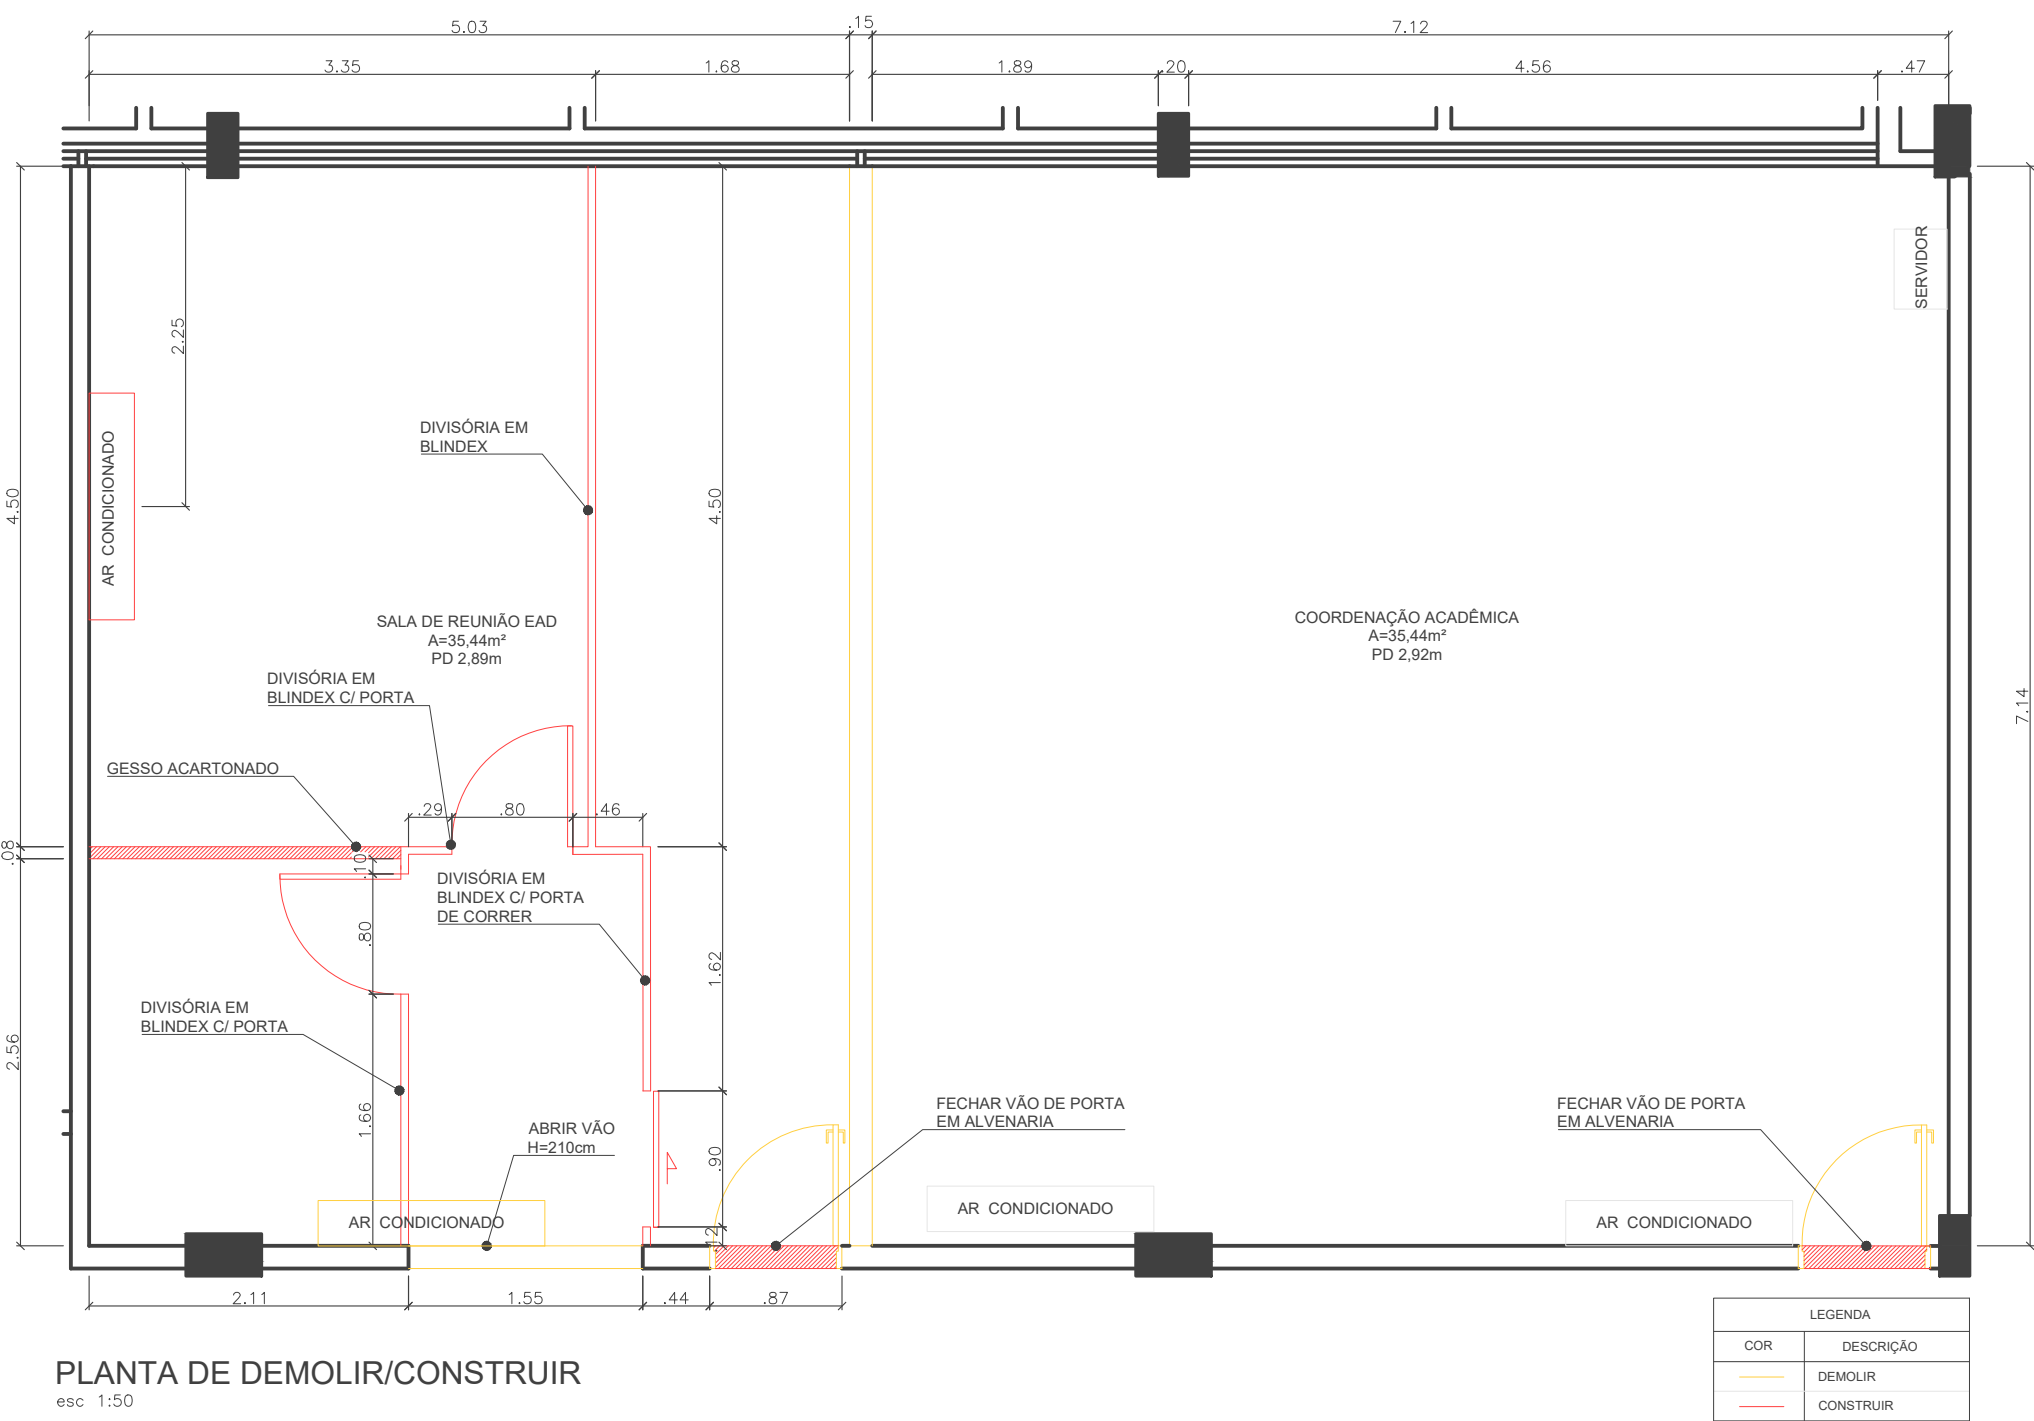 5.03
.15
7.12
3.35
1.68
1.89
.20
4.56
.47
SERVIDOR
2.25
4.50
AR CONDICIONADO
DIVISÓRIA EM
BLINDEX
4.50
SALA DE REUNIÃO EAD
A=35,44m²
PD 2,89m
COORDENAÇÃO ACADÊMICA
A=35,44m²
PD 2,92m
7.14
DIVISÓRIA EM
BLINDEX C/ PORTA
GESSO ACARTONADO
.29
.80
.46
.08
.10
DIVISÓRIA EM
BLINDEX C/ PORTA
DE CORRER
.80
1.62
DIVISÓRIA EM
BLINDEX C/ PORTA
2.56
1.66
ABRIR VÃO
H=210cm
.90
FECHAR VÃO DE PORTA
EM ALVENARIA
FECHAR VÃO DE PORTA
EM ALVENARIA
AR CONDICIONADO
.12
AR CONDICIONADO
AR CONDICIONADO
2.11
1.55
.44
.87
LEGENDA
COR DESCRIÇÃO
DEMOLIR
CONSTRUIR
PLANTA DE DEMOLIR/CONSTRUIR
esc 1:50